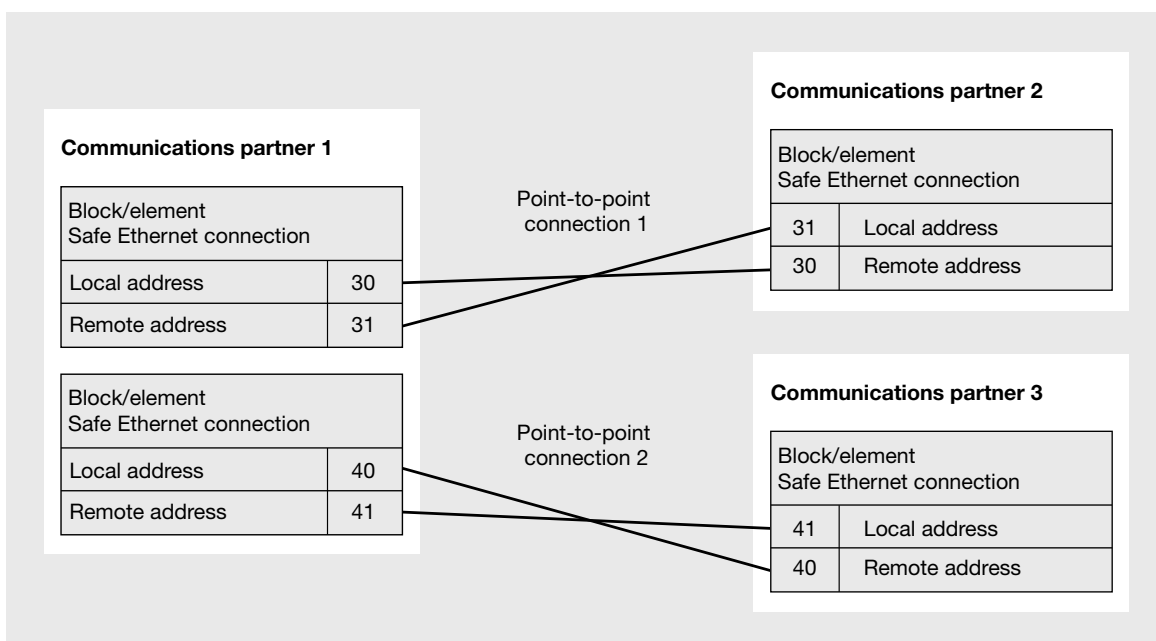 Communications partner 1
Block/element
Safe Ethernet connection
Local address 30
Remote address 31
Block/element
Safe Ethernet connection
Local address 40
Remote address 41
Point-to-point
connection 1
Point-to-point
connection 2
Communications partner 2
Block/element
Safe Ethernet connection
31 Local address
30 Remote address
Communications partner 3
Block/element
Safe Ethernet connection
41 Local address
40 Remote address